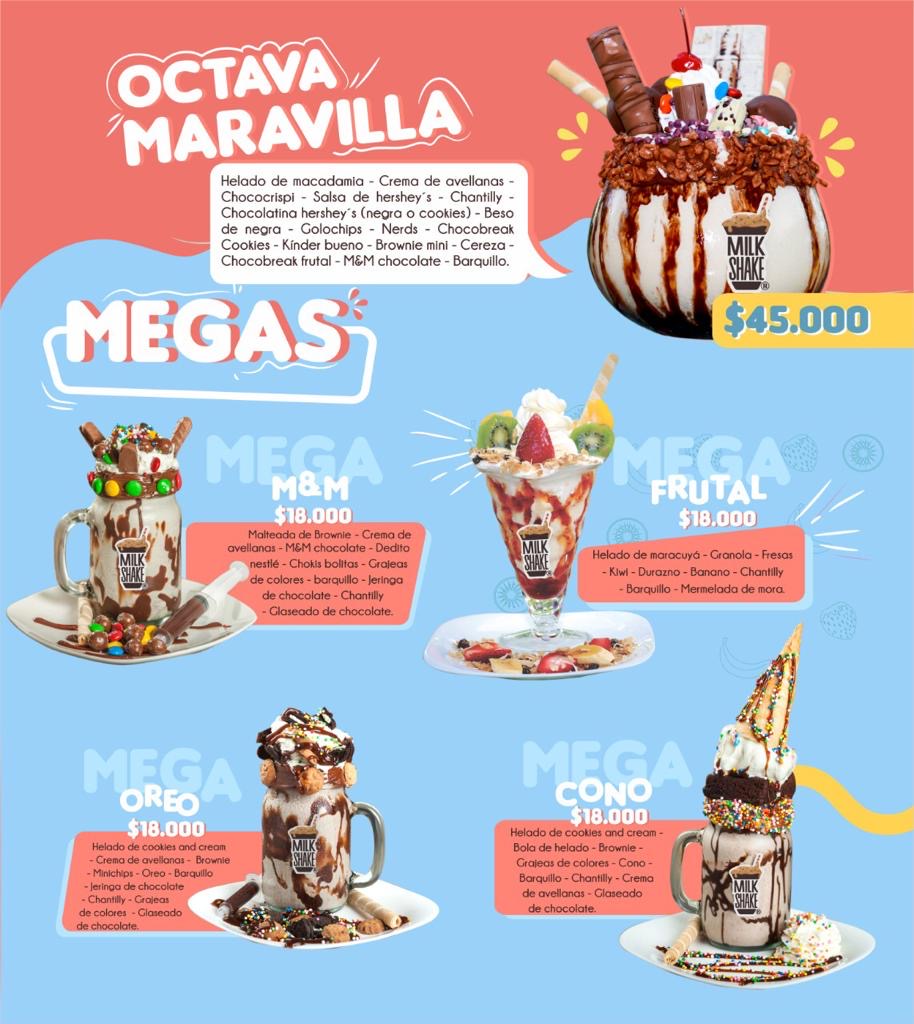 OCTAVA
MARAVILLA
Helado de macadamia - Crema de avellanas -
Chococrispi - Salsa de hershey´s - Chantilly -
Chocolatina hershey´s (negra o cookies) - Beso
de negra - Golochips - Nerds - Chocobreak
Cookies - Kínder bueno - Brownie mini - Cereza -
Chocobreak frutal - M&M chocolate - Barquillo.
MILK
SHAKE®
$45.000
MEGAS
MEGA
M&M
$18.000
Malteada de Brownie - Crema de
avellanas - M&M chocolate - Dedito
nestlé - Chokis bolitas - Grajeas
de colores - barquillo - Jeringa
de chocolate - Chantilly
- Glaseado de chocolate.
MILK
SHAKE®
MEGA
FRUTAL
$18.000
Helado de maracuyá - Granola - Fresas
- Kiwi - Durazno - Banano - Chantilly
- Barquillo - Mermelada de mora.
MILK
SHAKE®
MEGA
OREO
$18.000
Helado de cookies and cream
- Crema de avellanas - Brownie
- Minichips - Oreo - Barquillo
- Jeringa de chocolate
- Chantilly - Grajeas
de colores - Glaseado
de chocolate.
MILK
SHAKE®
MEGA
CONO
$18.000
Helado de cookies and cream -
Bola de helado - Brownie -
Grajeas de colores - Cono -
Barquillo - Chantilly - Crema
de avellanas - Glaseado
de chocolate.
MILK
SHAKE®